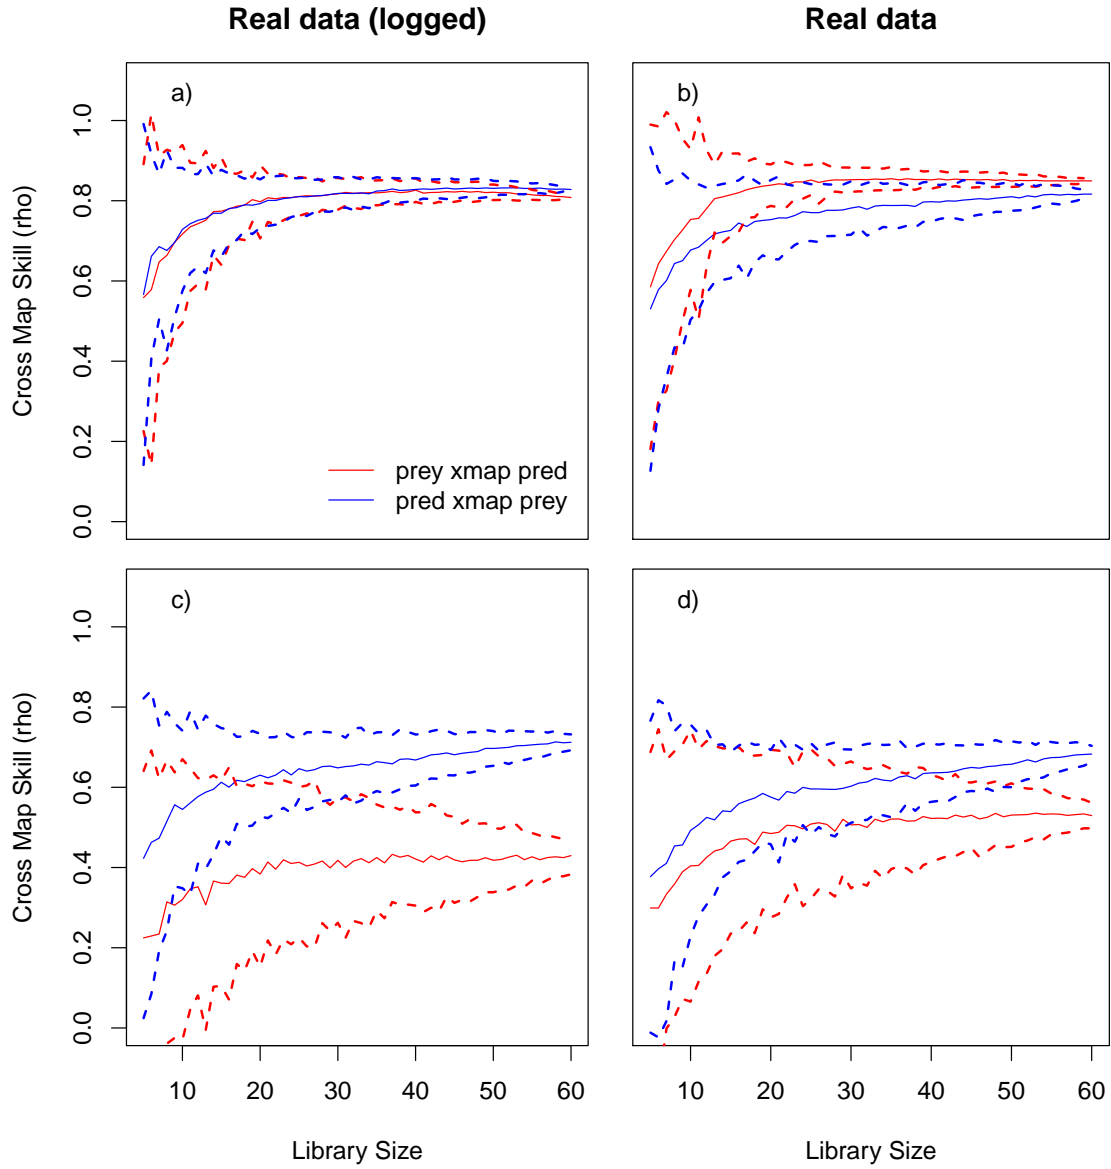 Real data (logged)
Real data
a)
b)
Cross Map Skill (rho)
1.0
0.8
0.6
0.4
0.2
0.0
prey xmap pred
pred xmap prey
c)
d)
Cross Map Skill (rho)
1.0
0.8
0.6
0.4
0.2
0.0
10 20 30 40 50 60
10 20 30 40 50 60
Library Size
Library Size